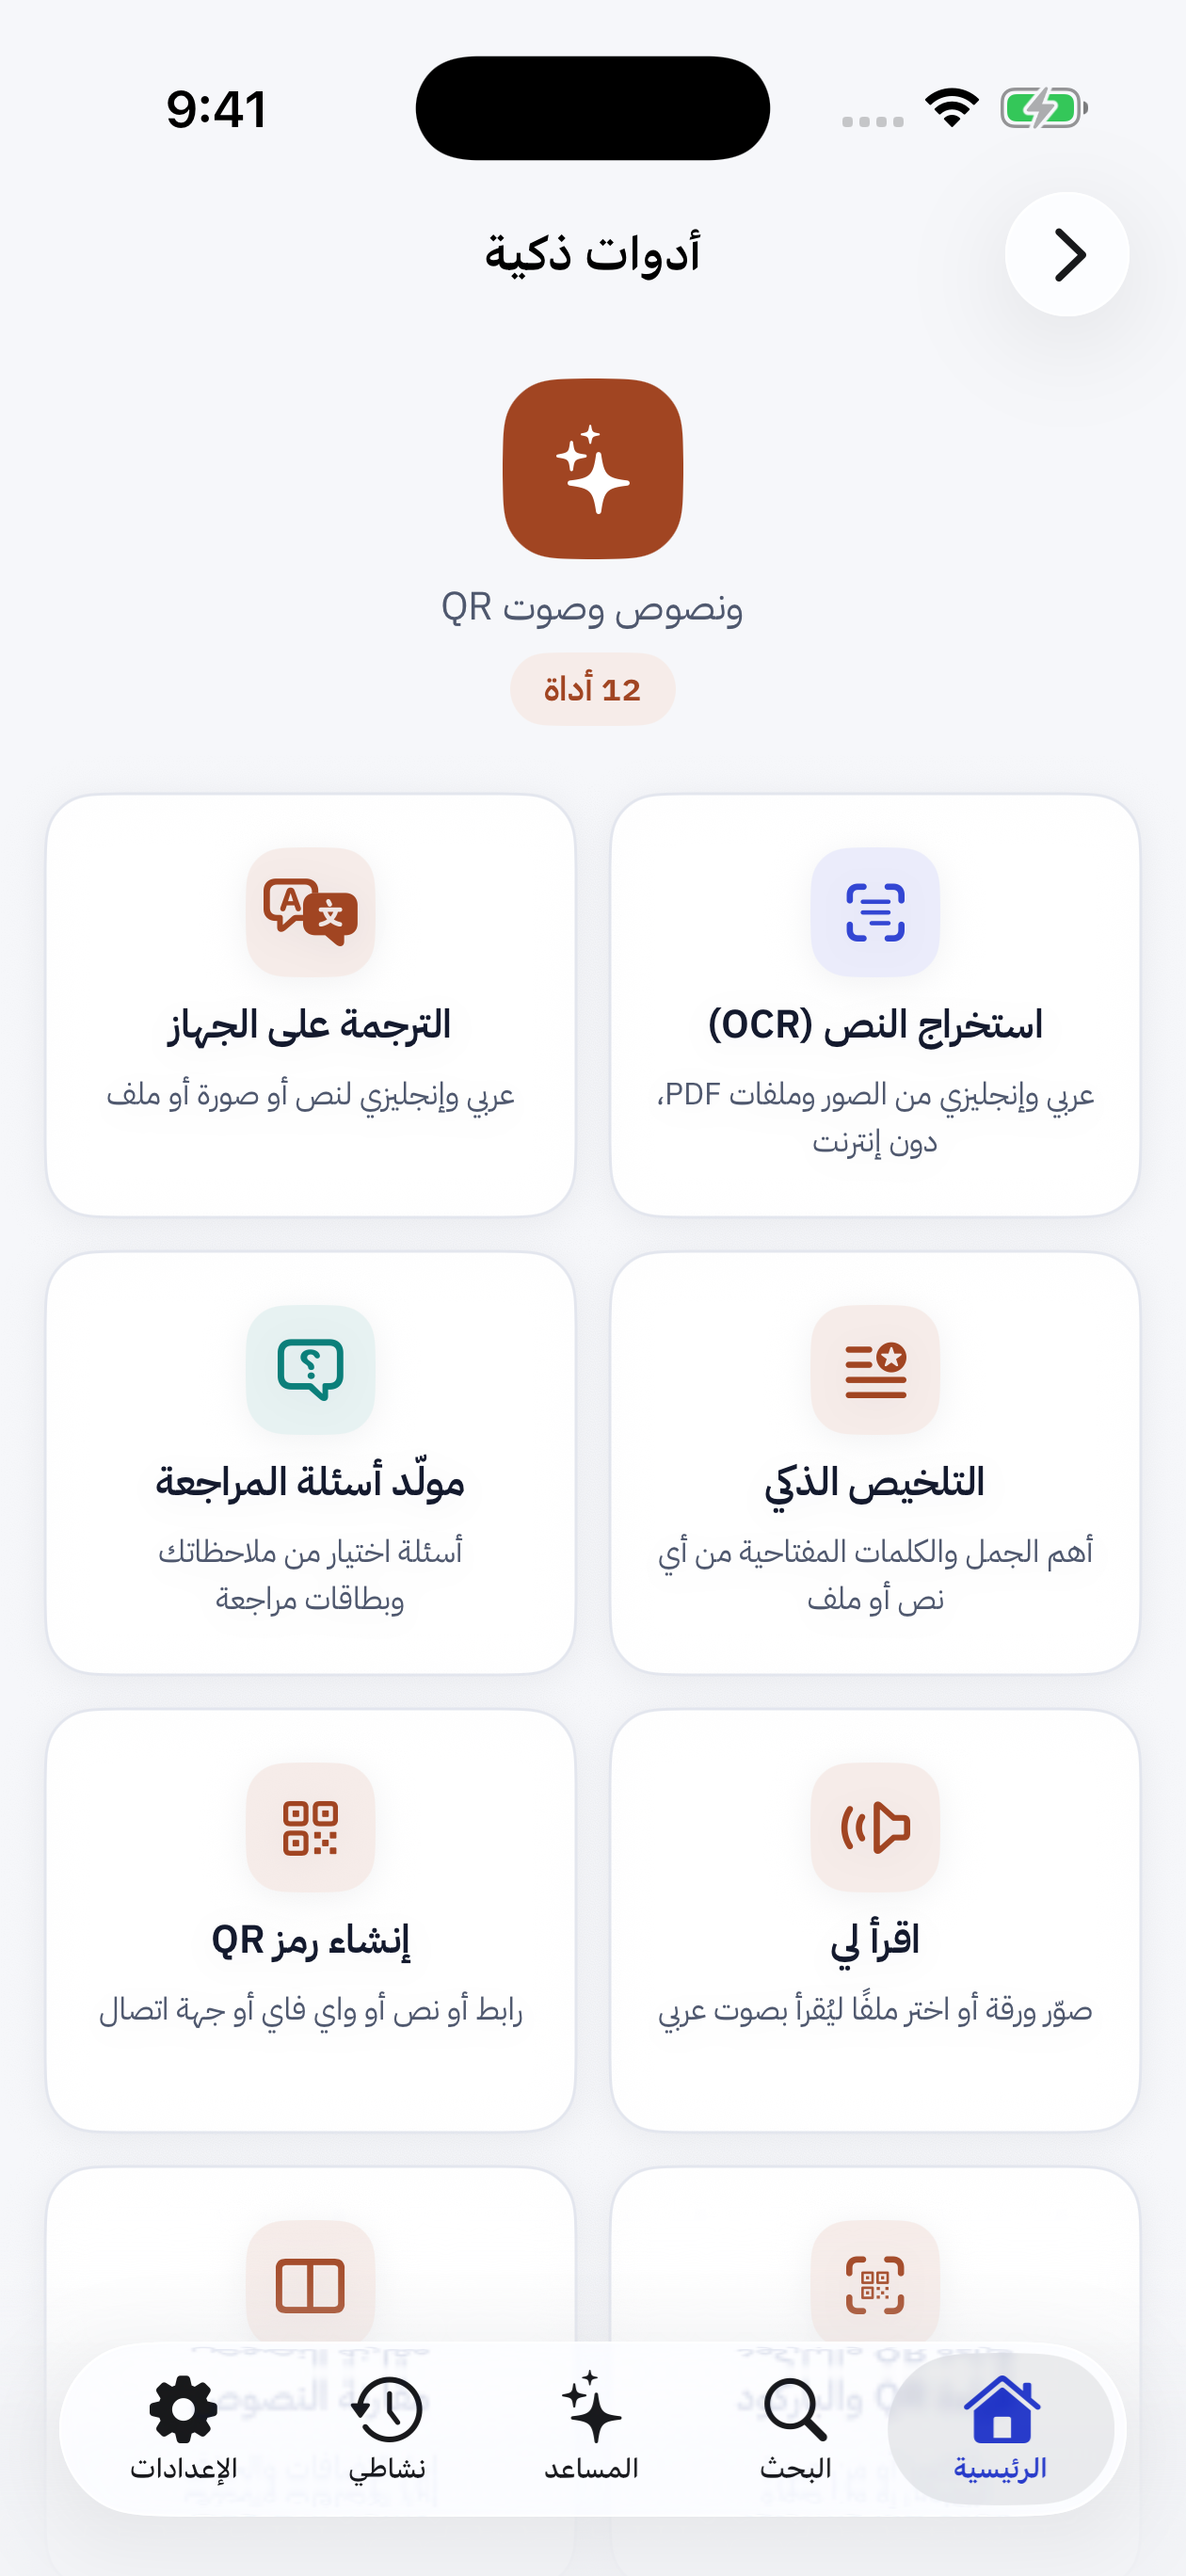 9:41
أدوات ذكية
QR ونصوص وصوت
12 أداة
استخراج النص (OCR)
عربي وإنجليزي من الصور وملفات PDF،
دون إنترنت
الترجمة على الجهاز
عربي وإنجليزي لنص أو صورة أو ملف
التلخيص الذكي
أهم الجمل والكلمات المفتاحية من أي
نص أو ملف
مولّد أسئلة المراجعة
أسئلة اختيار من ملاحظاتك
وبطاقات مراجعة
اقرأ لي
صوّر ورقة أو اختر ملفًا ليُقرأ بصوت عربي
إنشاء رمز QR
رابط أو نص أو واي فاي أو جهة اتصال
الرئيسية
البحث
المساعد
نشاطي
الإعدادات